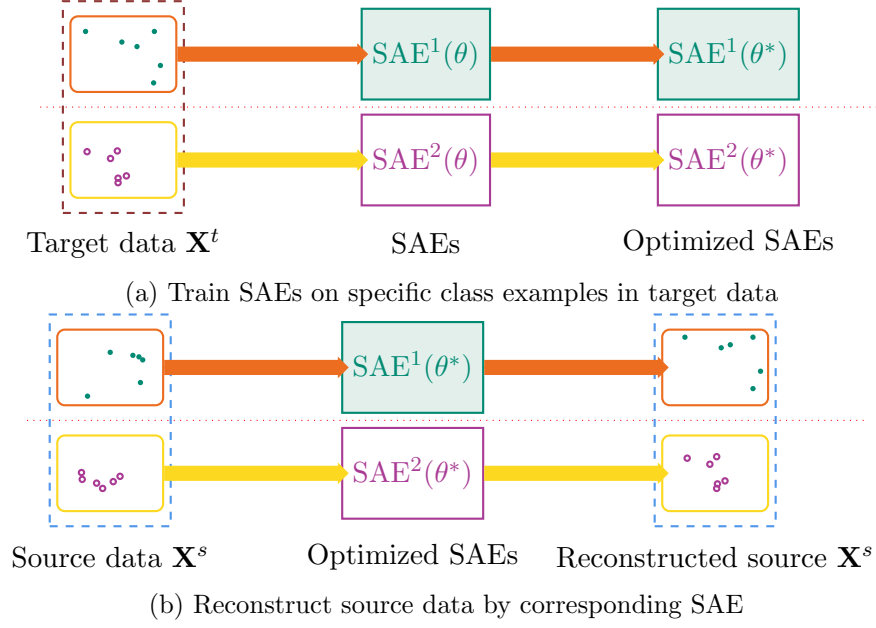 SAE¹(θ) SAE¹(θ*)
SAE²(θ) SAE²(θ*)
Target data Xᵗ SAEs Optimized SAEs
(a) Train SAEs on specific class examples in target data
SAE¹(θ*)
SAE²(θ*)
Source data Xˢ Optimized SAEs Reconstructed source Xˢ
(b) Reconstruct source data by corresponding SAE